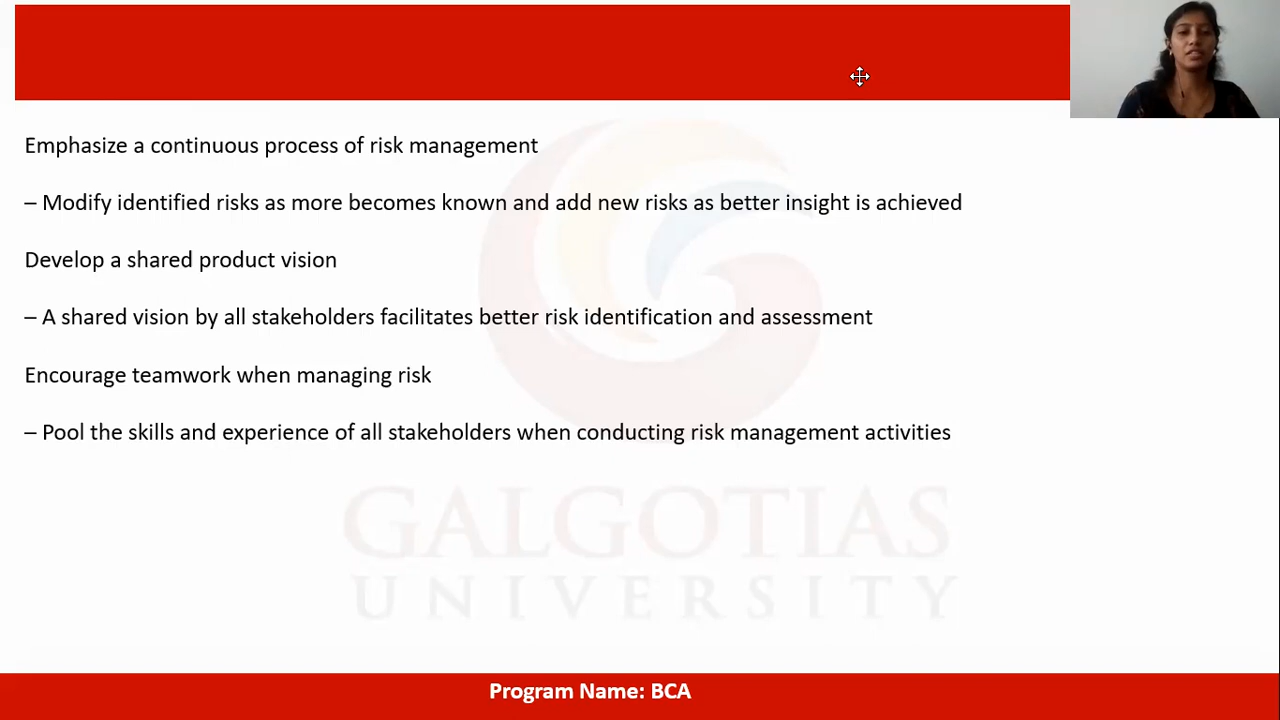 Emphasize a continuous process of risk management
– Modify identified risks as more becomes known and add new risks as better insight is achieved
Develop a shared product vision
– A shared vision by all stakeholders facilitates better risk identification and assessment
Encourage teamwork when managing risk
– Pool the skills and experience of all stakeholders when conducting risk management activities
GALGOTIAS
UNIVERSITY
Program Name: BCA